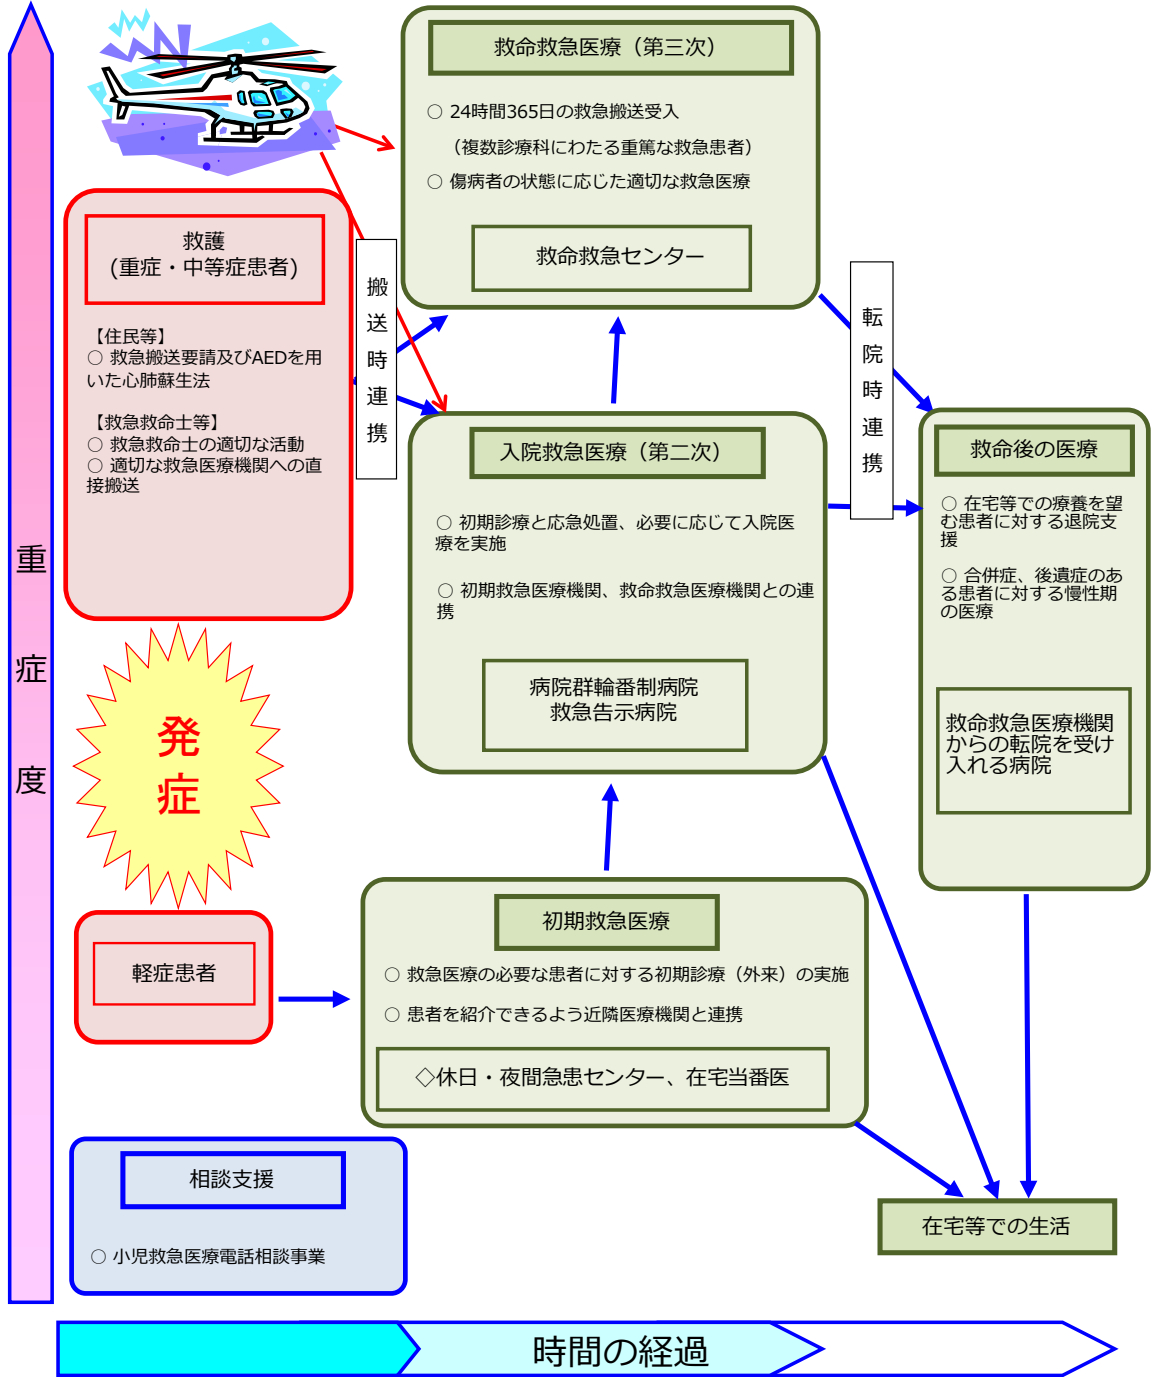 救命救急医療（第三次）
○ 24時間365日の救急搬送受入
（複数診療科にわたる重篤な救急患者）
○ 傷病者の状態に応じた適切な救急医療
救命救急センター
救護
(重症・中等症患者)
【住民等】
○ 救急搬送要請及びAEDを用
いた心肺蘇生法
【救急救命士等】
○ 救急救命士の適切な活動
○ 適切な救急医療機関への直
接搬送
搬送時連携
転院時連携
入院救急医療（第二次）
○ 初期診療と応急処置、必要に応じて入院医
療を実施
○ 初期救急医療機関、救命救急医療機関との連
携
病院群輪番制病院
救急告示病院
救命後の医療
○ 在宅等での療養を望
む患者に対する退院支
援
○ 合併症、後遺症のあ
る患者に対する慢性期
の医療
救命救急医療機関
からの転院を受け
入れる病院
重症度
発症
軽症患者
初期救急医療
○ 救急医療の必要な患者に対する初期診療（外来）の実施
○ 患者を紹介できるよう近隣医療機関と連携
◇休日・夜間急患センター、在宅当番医
相談支援
○ 小児救急医療電話相談事業
在宅等での生活
時間の経過